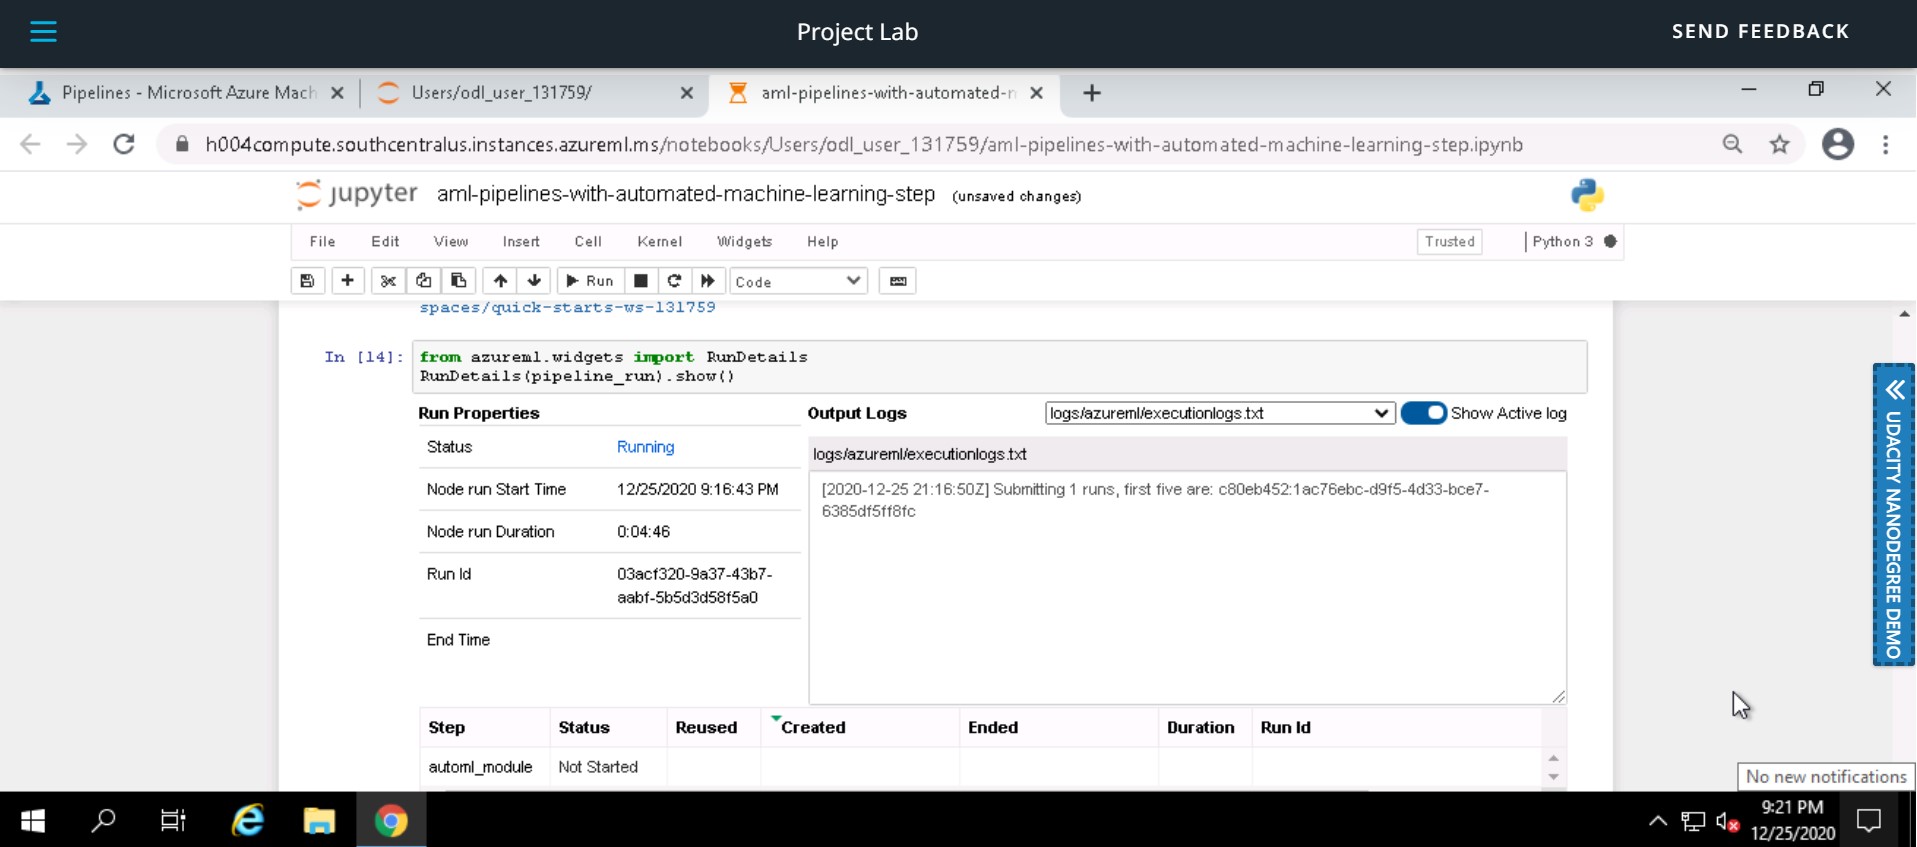 Project Lab
SEND FEEDBACK
Pipelines - Microsoft Azure Mach
Users/odl_user_131759/
aml-pipelines-with-automated-m
h004compute.southcentralus.instances.azureml.ms/notebooks/Users/odl_user_131759/aml-pipelines-with-automated-machine-learning-step.ipynb
jupyter aml-pipelines-with-automated-machine-learning-step (unsaved changes)
File Edit View Insert Cell Kernel Widgets Help Trusted Python 3
Run Code
spaces/quick-starts-ws-131759
In [14]: from azureml.widgets import RunDetails
RunDetails(pipeline_run).show()
Run Properties
Status Running
Node run Start Time 12/25/2020 9:16:43 PM
Node run Duration 0:04:46
Run Id 03acf320-9a37-43b7-
aabf-5b5d3d58f5a0
End Time
Output Logs logs/azureml/executionlogs.txt Show Active log
logs/azureml/executionlogs.txt
[2020-12-25 21:16:50Z] Submitting 1 runs, first five are: c80eb452:1ac76ebc-d9f5-4d33-bce7-
6385df5ff8fc
Step Status Reused Created Ended Duration Run Id
automl_module Not Started
UDACITY NANODEGREE DEMO
No new notifications
9:21 PM
12/25/2020